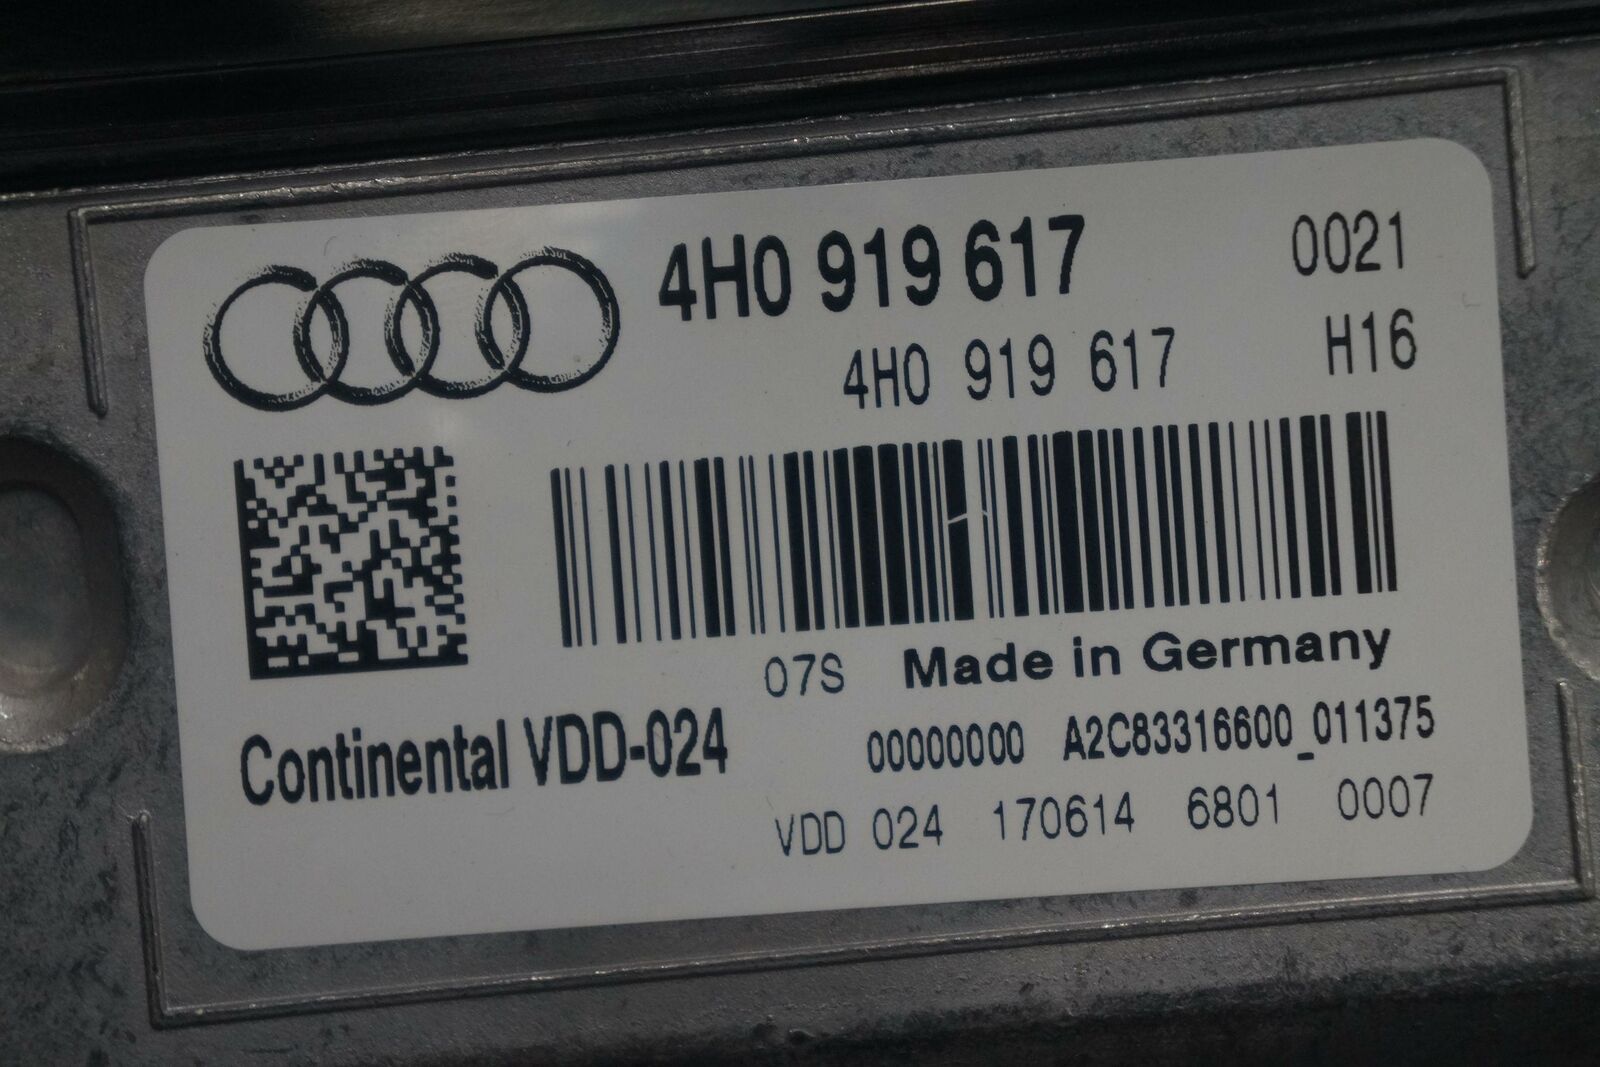 4H0 919 617 0021
4H0 919 617 H16
07S Made in Germany
Continental VDD-024
00000000 A2C83316600_011375
VDD 024 170614 6801 0007